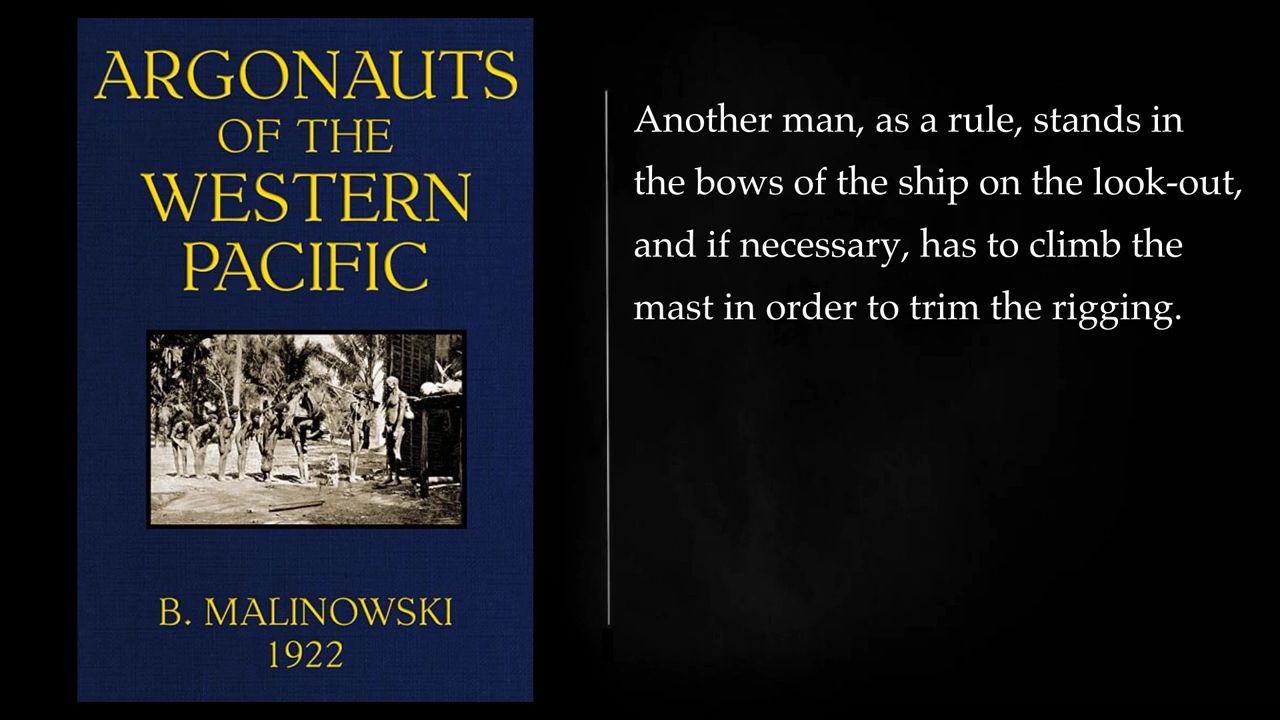 ARGONAUTS
OF THE
WESTERN
PACIFIC
B. MALINOWSKI
1922
Another man, as a rule, stands in
the bows of the ship on the look-out,
and if necessary, has to climb the
mast in order to trim the rigging.